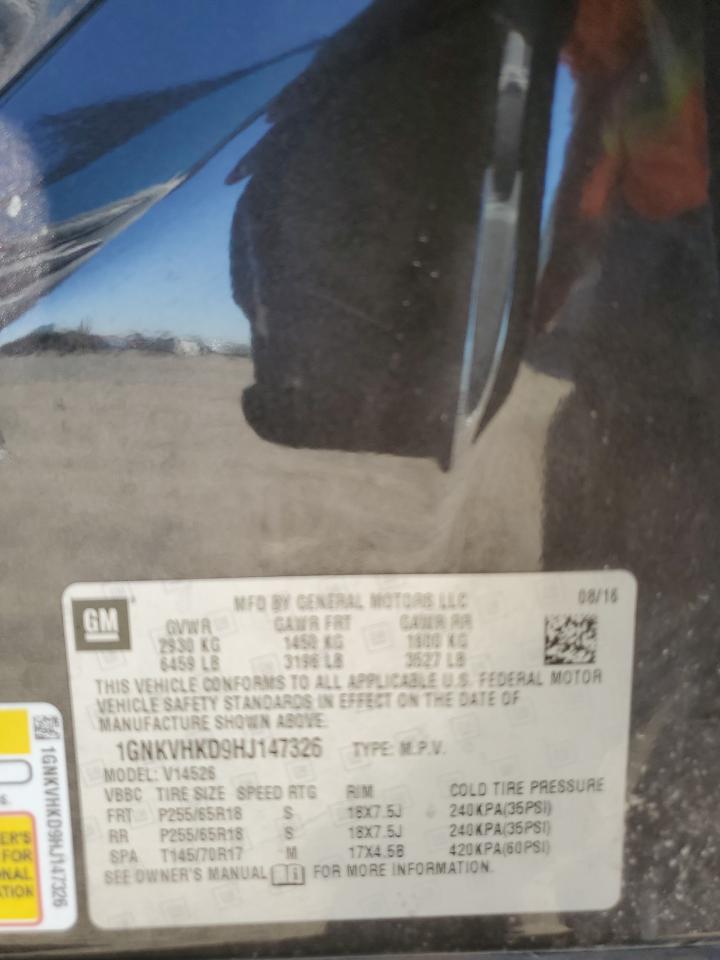 GM
MFD BY GENERAL MOTORS LLC
08/16
GVWR GAWR FRT GAWR RR
2930 KG 1450 KG 1600 KG
6459 LB 3196 LB 3527 LB
THIS VEHICLE CONFORMS TO ALL APPLICABLE U.S. FEDERAL MOTOR
VEHICLE SAFETY STANDARDS IN EFFECT ON THE DATE OF
MANUFACTURE SHOWN ABOVE.
1GNKVHKD9HJ147326 TYPE: M.P.V.
MODEL: V14526
VBBC TIRE SIZE SPEED RTG RIM COLD TIRE PRESSURE
FRT P255/65R18 S 18X7.5J 240KPA(35PSI)
RR P255/65R18 S 18X7.5J 240KPA(35PSI)
SPA T145/70R17 M 17X4.5B 420KPA(60PSI)
SEE OWNER'S MANUAL FOR MORE INFORMATION.
1GNKVHKD9HJ147326
ER'S
FOR
ONAL
ATION